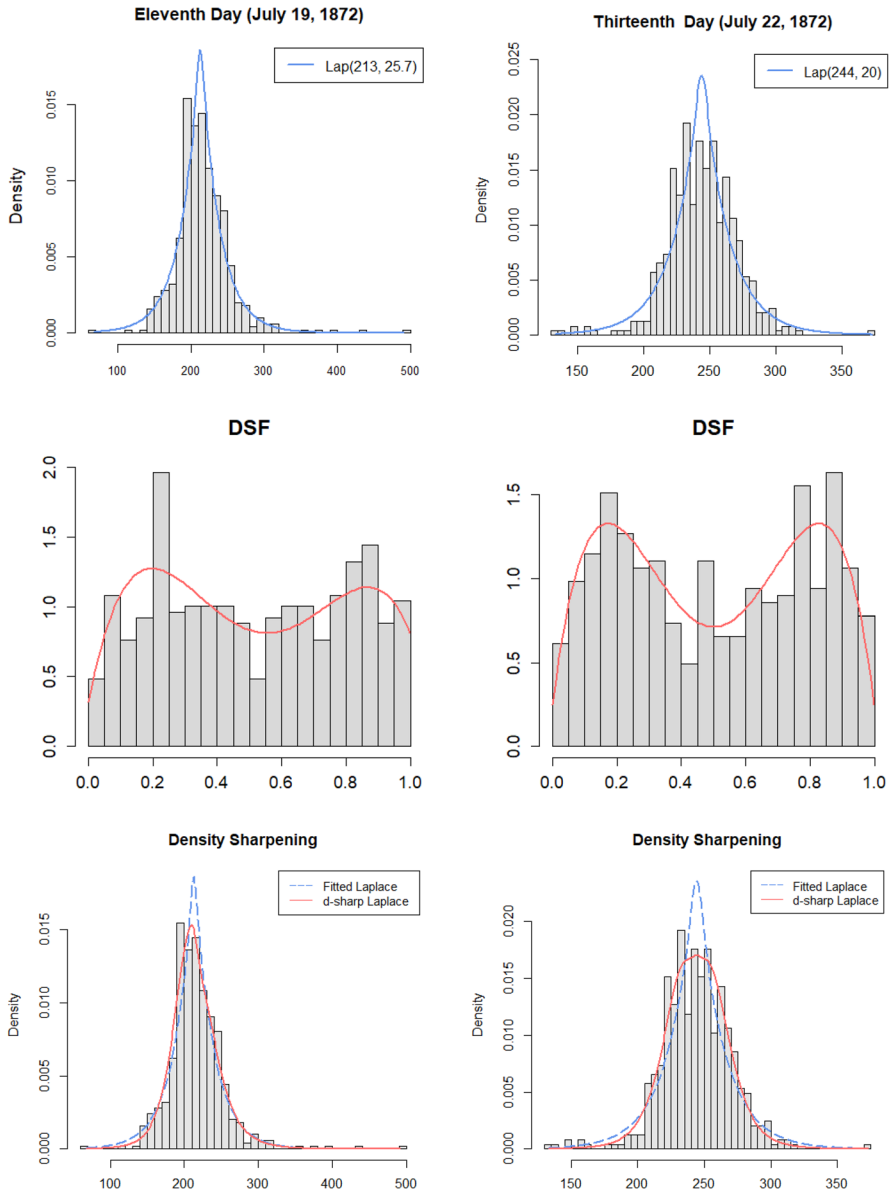 Eleventh Day (July 19, 1872)
Lap(213, 25.7)
Density
0.015
0.010
0.005
0.000
100 200 300 400 500
Thirteenth Day (July 22, 1872)
Lap(244, 20)
Density
0.025
0.020
0.015
0.010
0.005
0.000
150 200 250 300 350
DSF
2.0
1.5
1.0
0.5
0.0
0.0 0.2 0.4 0.6 0.8 1.0
DSF
1.5
1.0
0.5
0.0
0.0 0.2 0.4 0.6 0.8 1.0
Density Sharpening
Fitted Laplace
d-sharp Laplace
Density
0.015
0.010
0.005
0.000
100 200 300 400 500
Density Sharpening
Fitted Laplace
d-sharp Laplace
Density
0.020
0.015
0.010
0.005
0.000
150 200 250 300 350